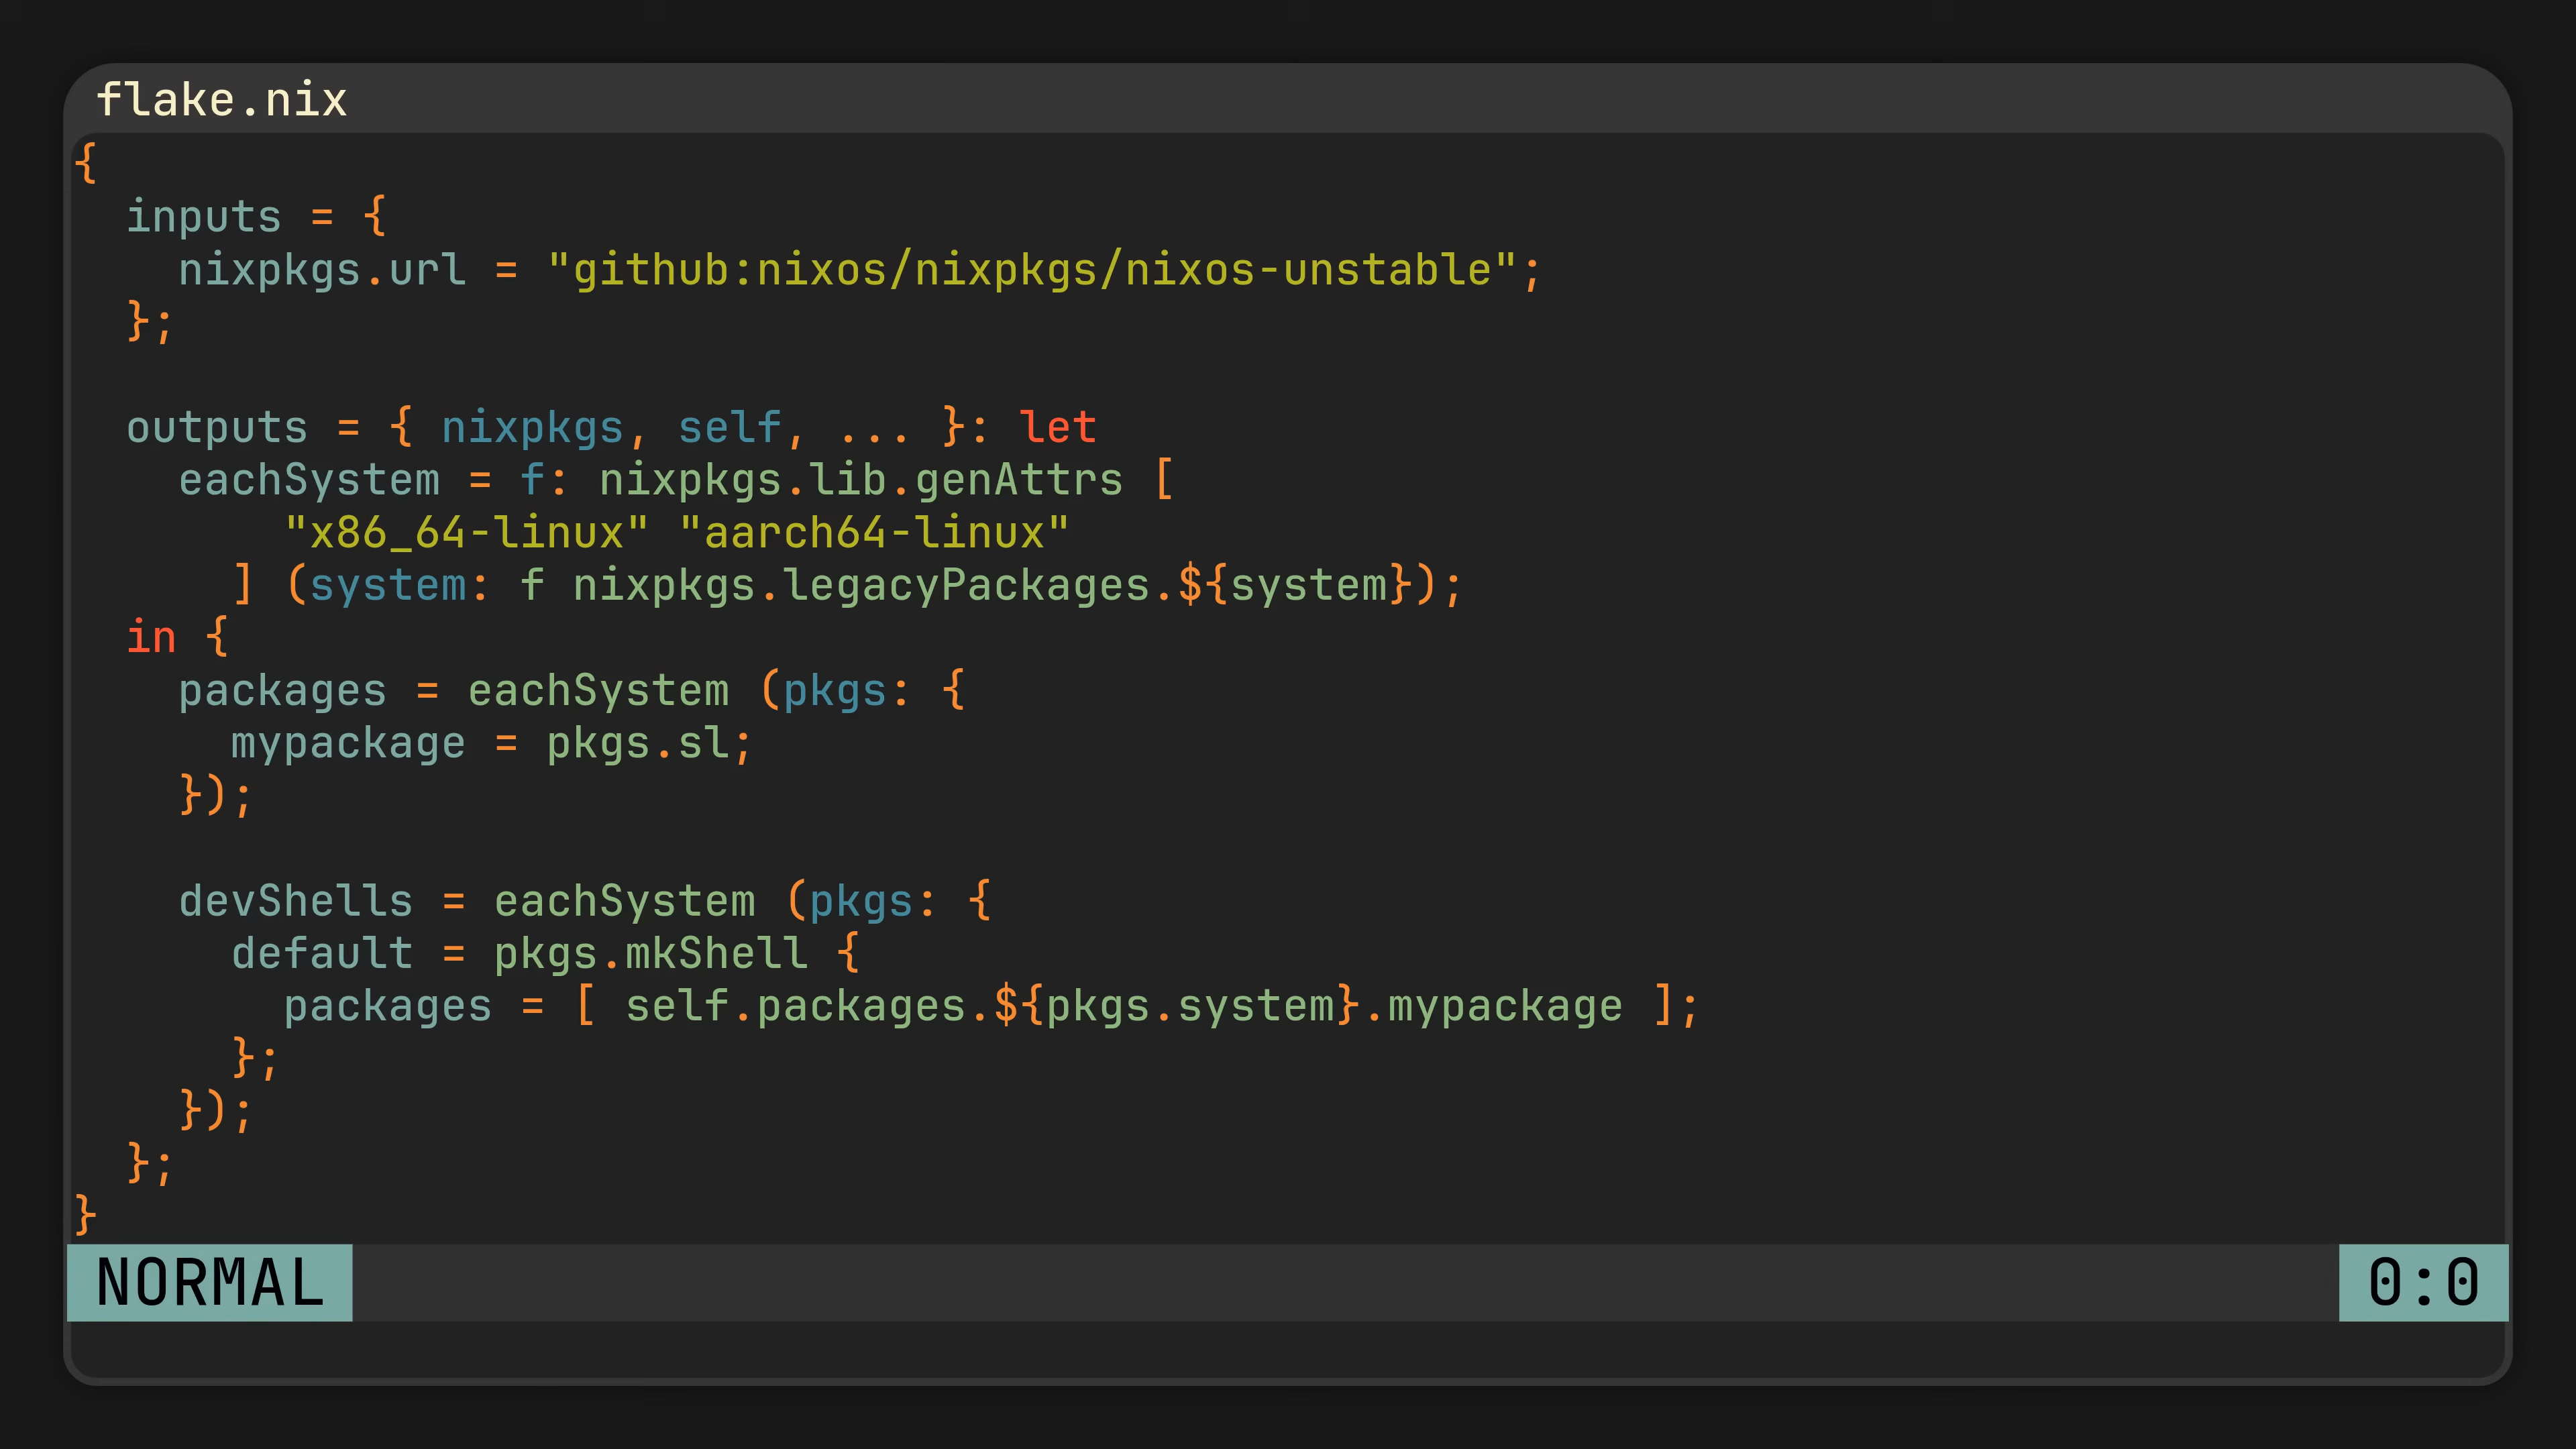 flake.nix
{
  inputs = {
    nixpkgs.url = "github:nixos/nixpkgs/nixos-unstable";
  };

  outputs = { nixpkgs, self, ... }: let
    eachSystem = f: nixpkgs.lib.genAttrs [
        "x86_64-linux" "aarch64-linux"
      ] (system: f nixpkgs.legacyPackages.${system});
  in {
    packages = eachSystem (pkgs: {
      mypackage = pkgs.sl;
    });

    devShells = eachSystem (pkgs: {
      default = pkgs.mkShell {
        packages = [ self.packages.${pkgs.system}.mypackage ];
      };
    });
  };
}
NORMAL 0:0